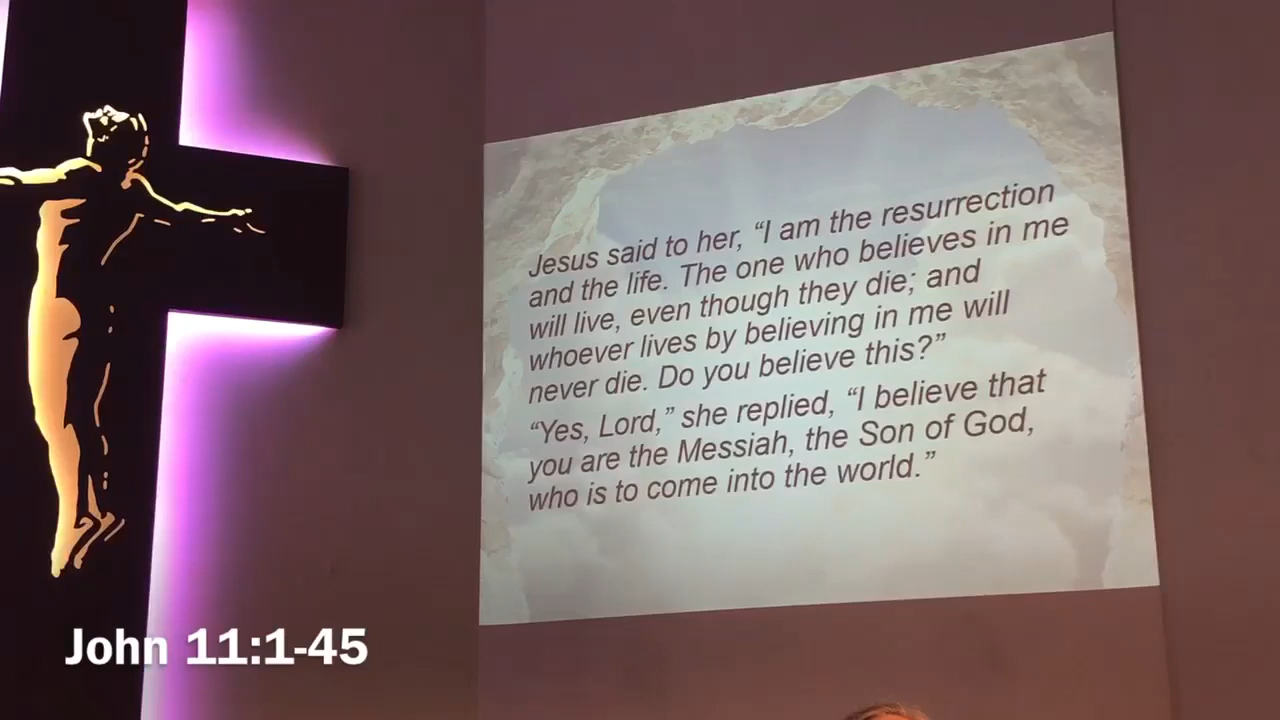 Jesus said to her, “I am the resurrection
and the life. The one who believes in me
will live, even though they die; and
whoever lives by believing in me will
never die. Do you believe this?”
“Yes, Lord,” she replied, “I believe that
you are the Messiah, the Son of God,
who is to come into the world.”
John 11:1-45